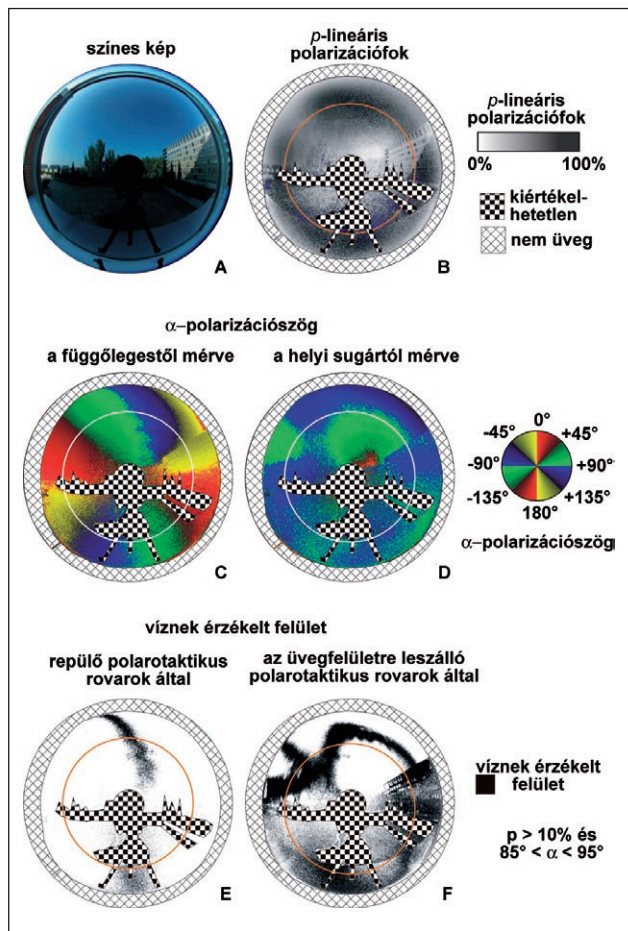 színes kép
p-lineáris
polarizációfok
p-lineáris
polarizációfok
0% 100%
kiértékel-
hetetlen
nem üveg
A
B
α–polarizációszög
a függőlegestől mérve
a helyi sugártól mérve
0°
-45° +45°
-90° +90°
-135° +135°
180°
α–polarizációszög
C
D
víznek érzékelt felület
repülő polarotaktikus
rovarok által
az üvegfelületre leszálló
polarotaktikus rovarok által
víznek érzékelt
felület
p > 10% és
85° < α < 95°
E
F